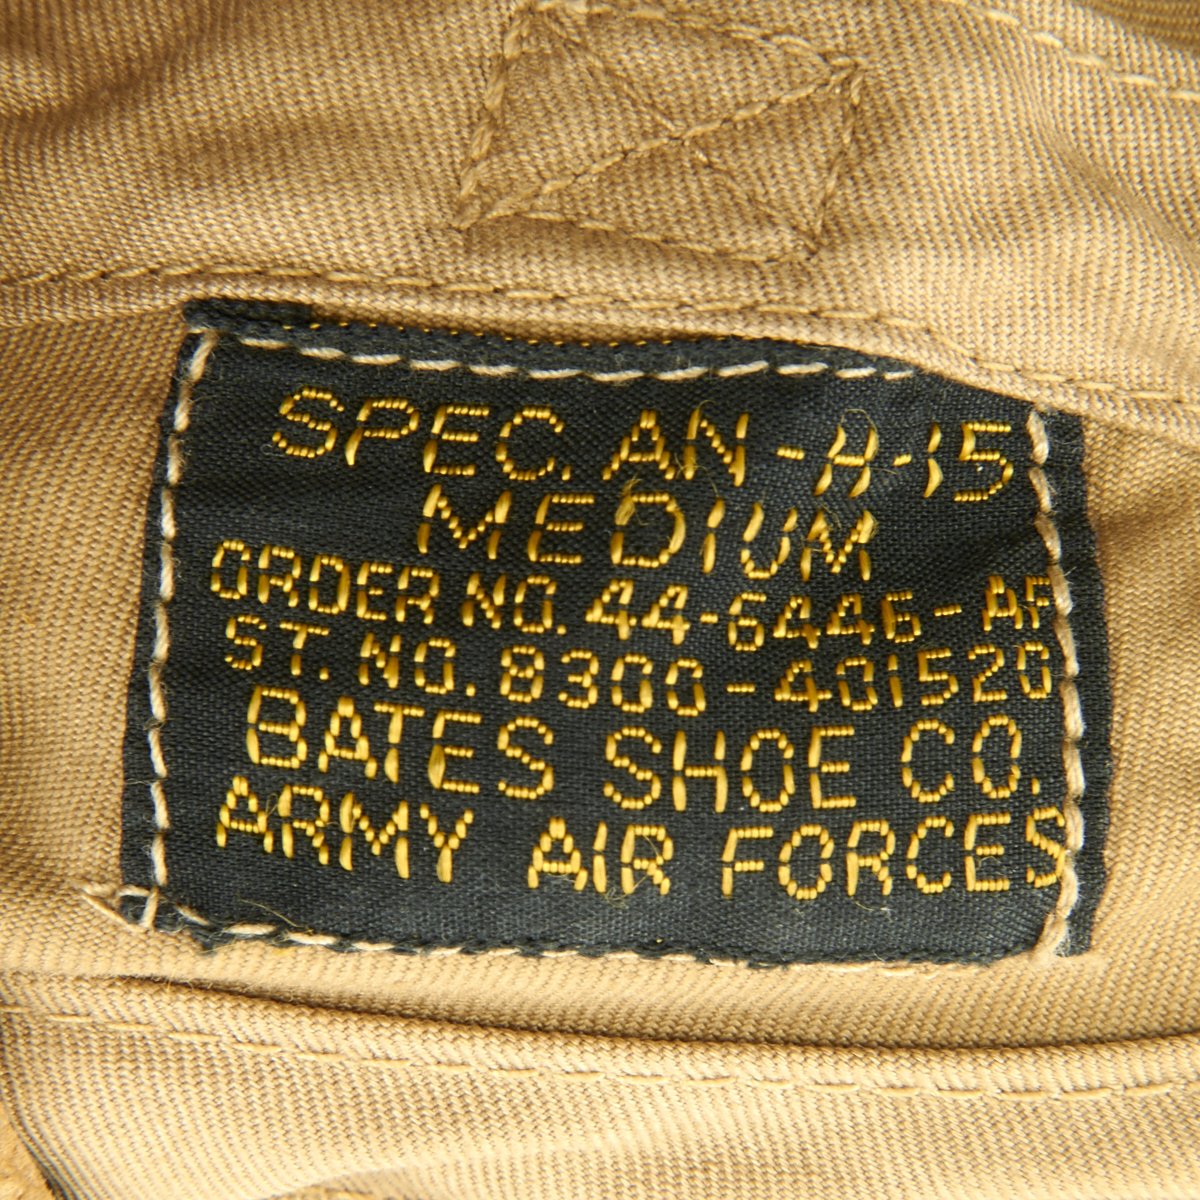 SPEC. AN-H-15
MEDIUM
ORDER NO. 44-6446-AF
ST. NO. 8300-401520
BATES SHOE CO.
ARMY AIR FORCES